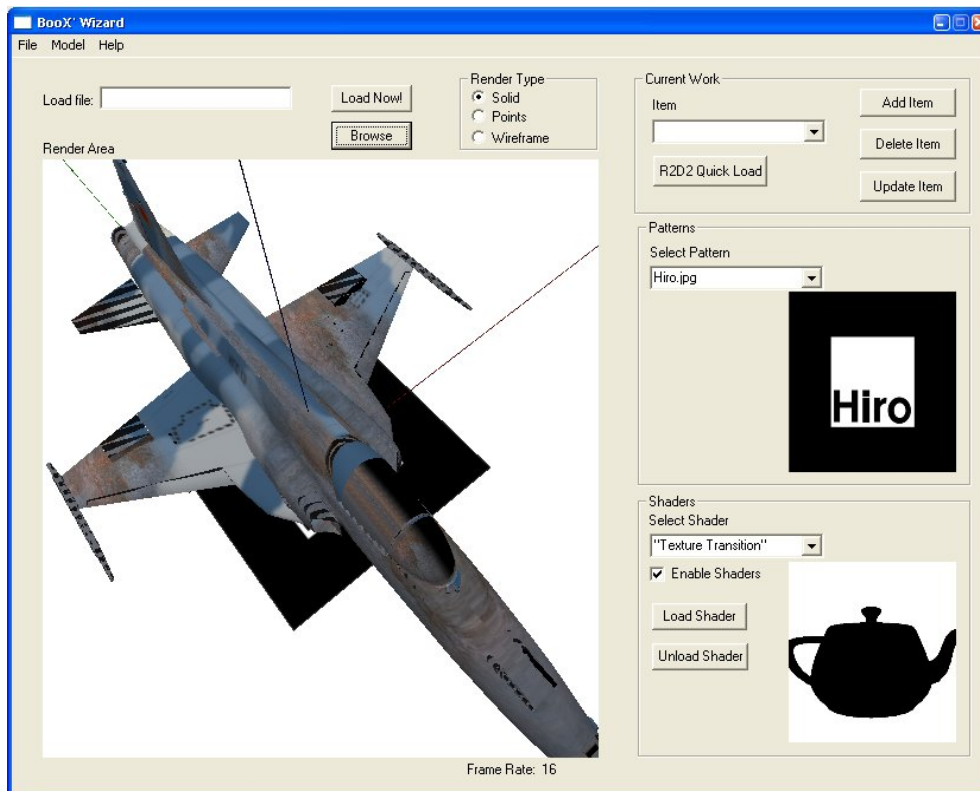 BooX' Wizard
File Model Help
Load file:
Load Now!
Browse
Render Type
Solid
Points
Wireframe
Render Area
Frame Rate: 16
Current Work
Item
Add Item
Delete Item
R2D2 Quick Load
Update Item
Patterns
Select Pattern
Hiro.jpg
Hiro
Shaders
Select Shader
"Texture Transition"
Enable Shaders
Load Shader
Unload Shader